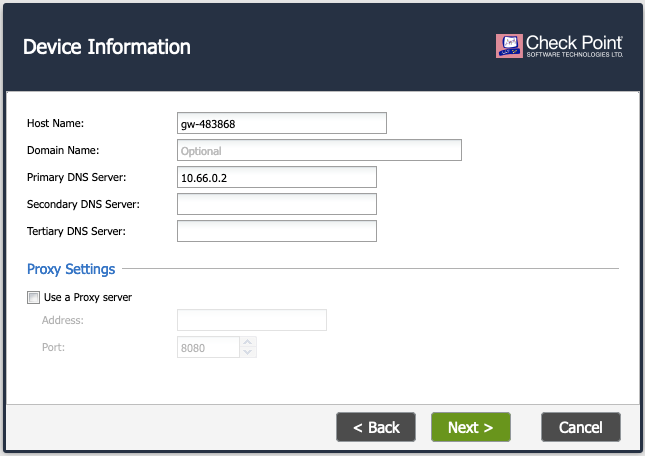 Device Information
Check Point
SOFTWARE TECHNOLOGIES LTD.
Host Name: gw-483868
Domain Name: Optional
Primary DNS Server: 10.66.0.2
Secondary DNS Server:
Tertiary DNS Server:
Proxy Settings
Use a Proxy server
Address:
Port: 8080
< Back Next > Cancel